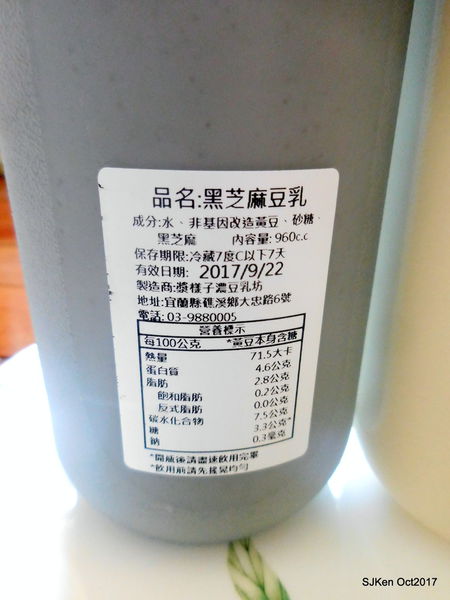 品名:黑芝麻豆乳
成分:水、非基因改造黃豆、砂糖、
黑芝麻 內容量: 960c.c
保存期限:冷藏7度C以下7天
有效日期: 2017/9/22
製造商:漿樣子濃豆乳坊
地址:宜蘭縣礁溪鄉大忠路6號
電話: 03-9880005
營養標示
每100公克 *黃豆本身含糖
熱量 71.5大卡
蛋白質 4.6公克
脂肪 2.8公克
飽和脂肪 0.2公克
反式脂肪 0.0公克
碳水化合物 7.5公克
糖 3.3公克*
鈉 0.3毫克
*開瓶後請盡速飲用完畢
*飲用前請先搖晃均勻
SJKen Oct2017